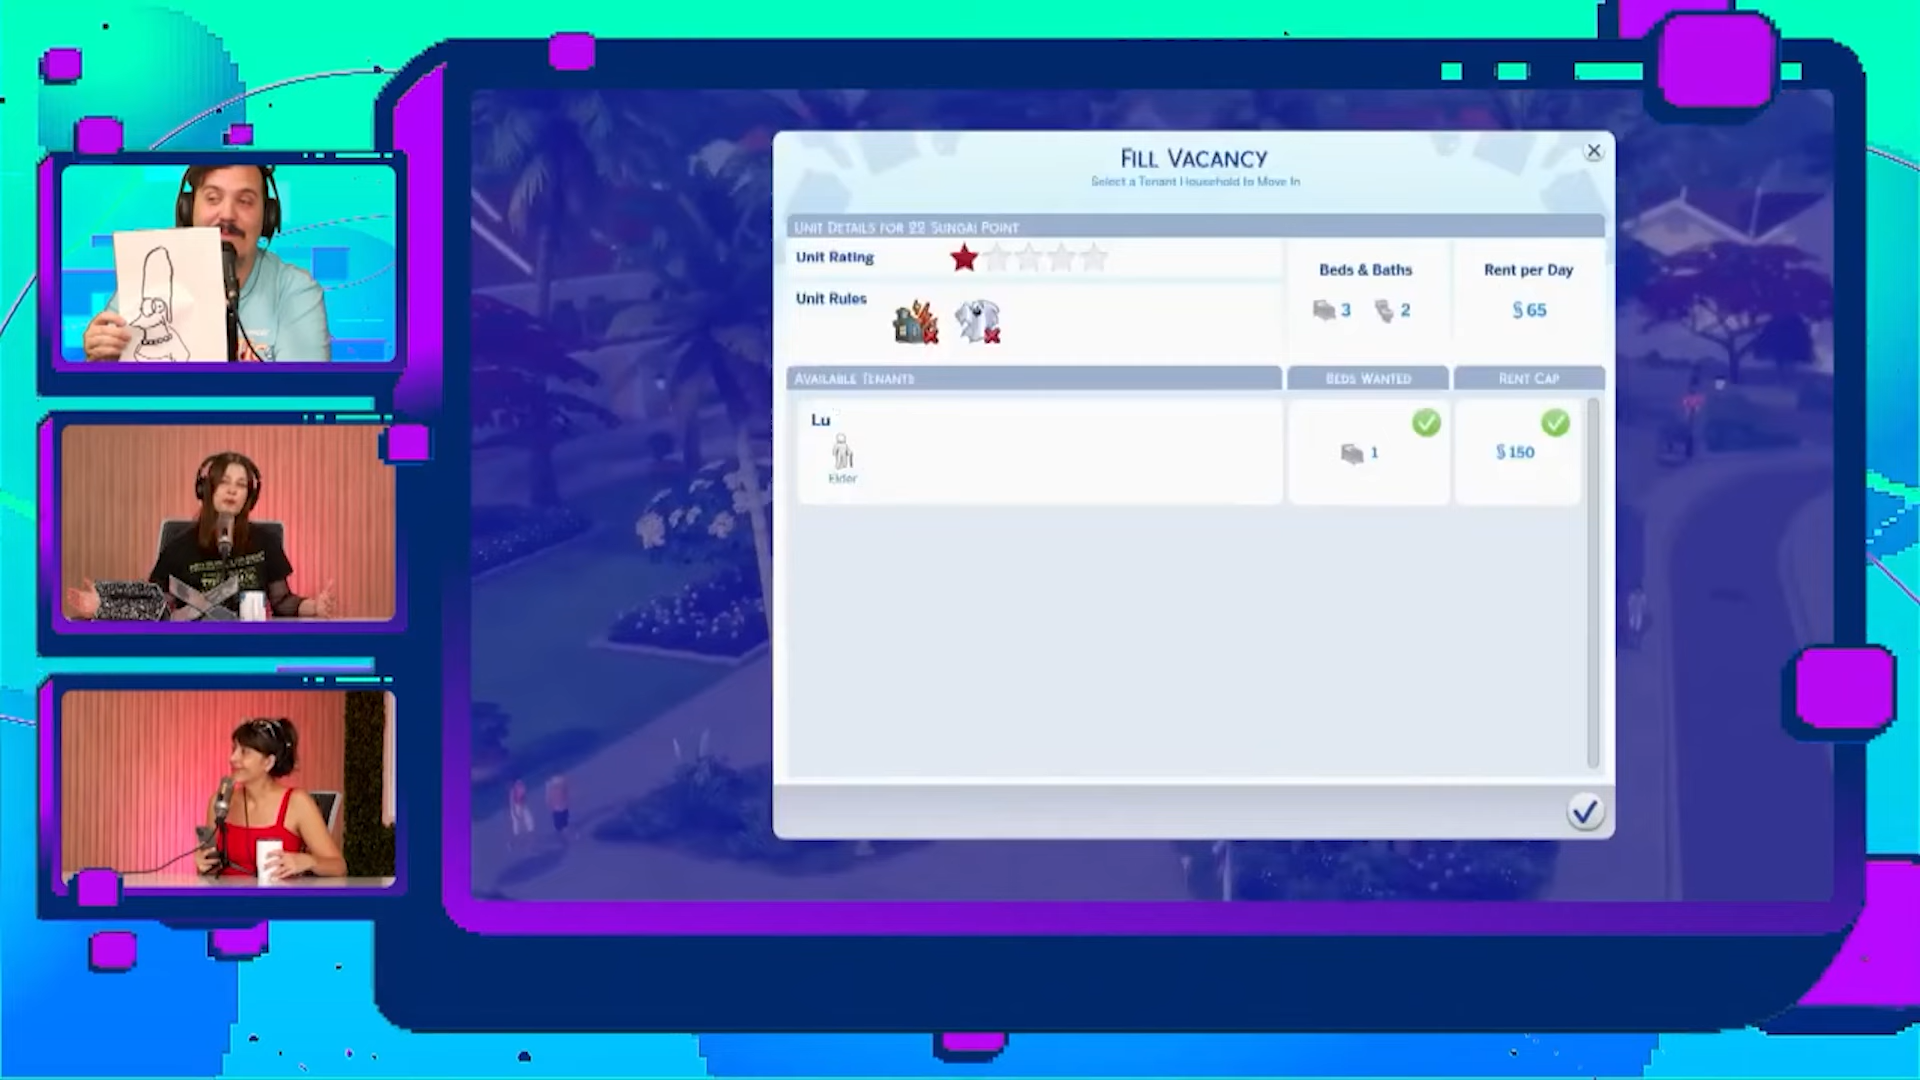 FILL VACANCY
Select a Tenant Household to Move In
UNIT DETAILS FOR 22 SUNGAI POINT
Unit Rating
Unit Rules
Beds & Baths
3 2
Rent per Day
§65
AVAILABLE TENANTS
BEDS WANTED
RENT CAP
Lu
Elder
1
§150